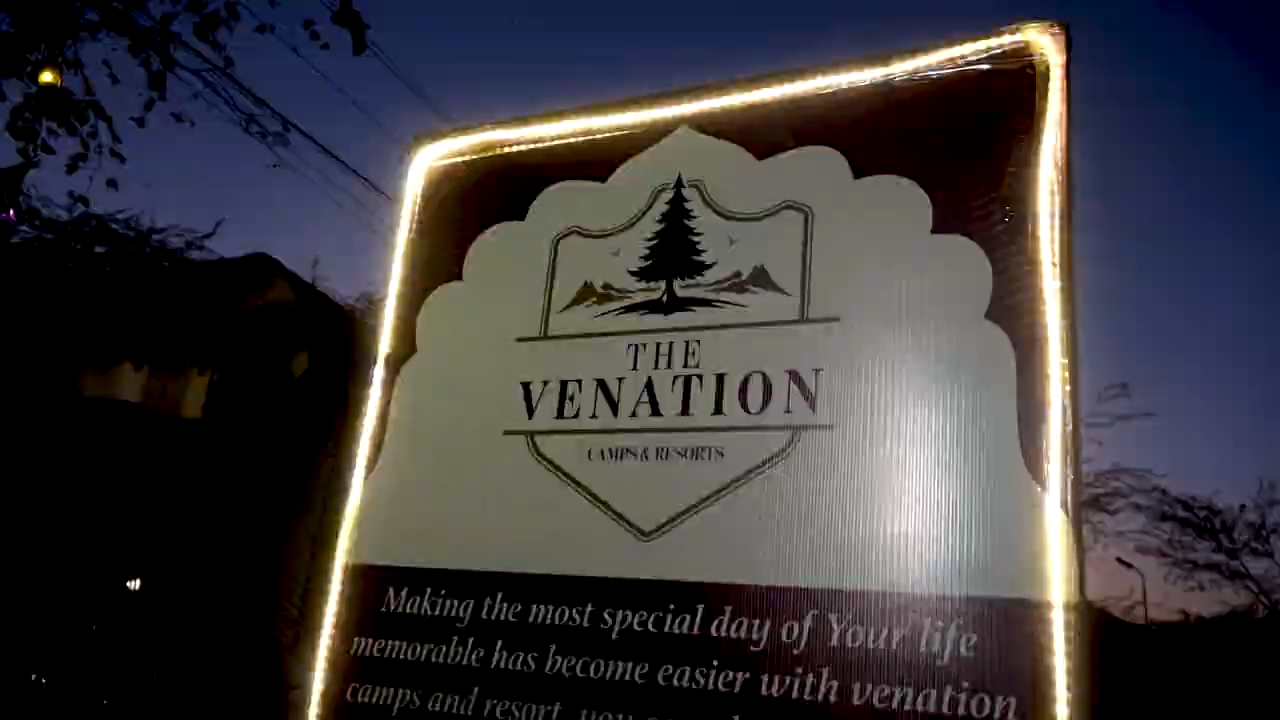 THE
VENATION
CAMPS & RESORTS
Making the most special day of Your life
memorable has become easier with venation
camps and resort, you